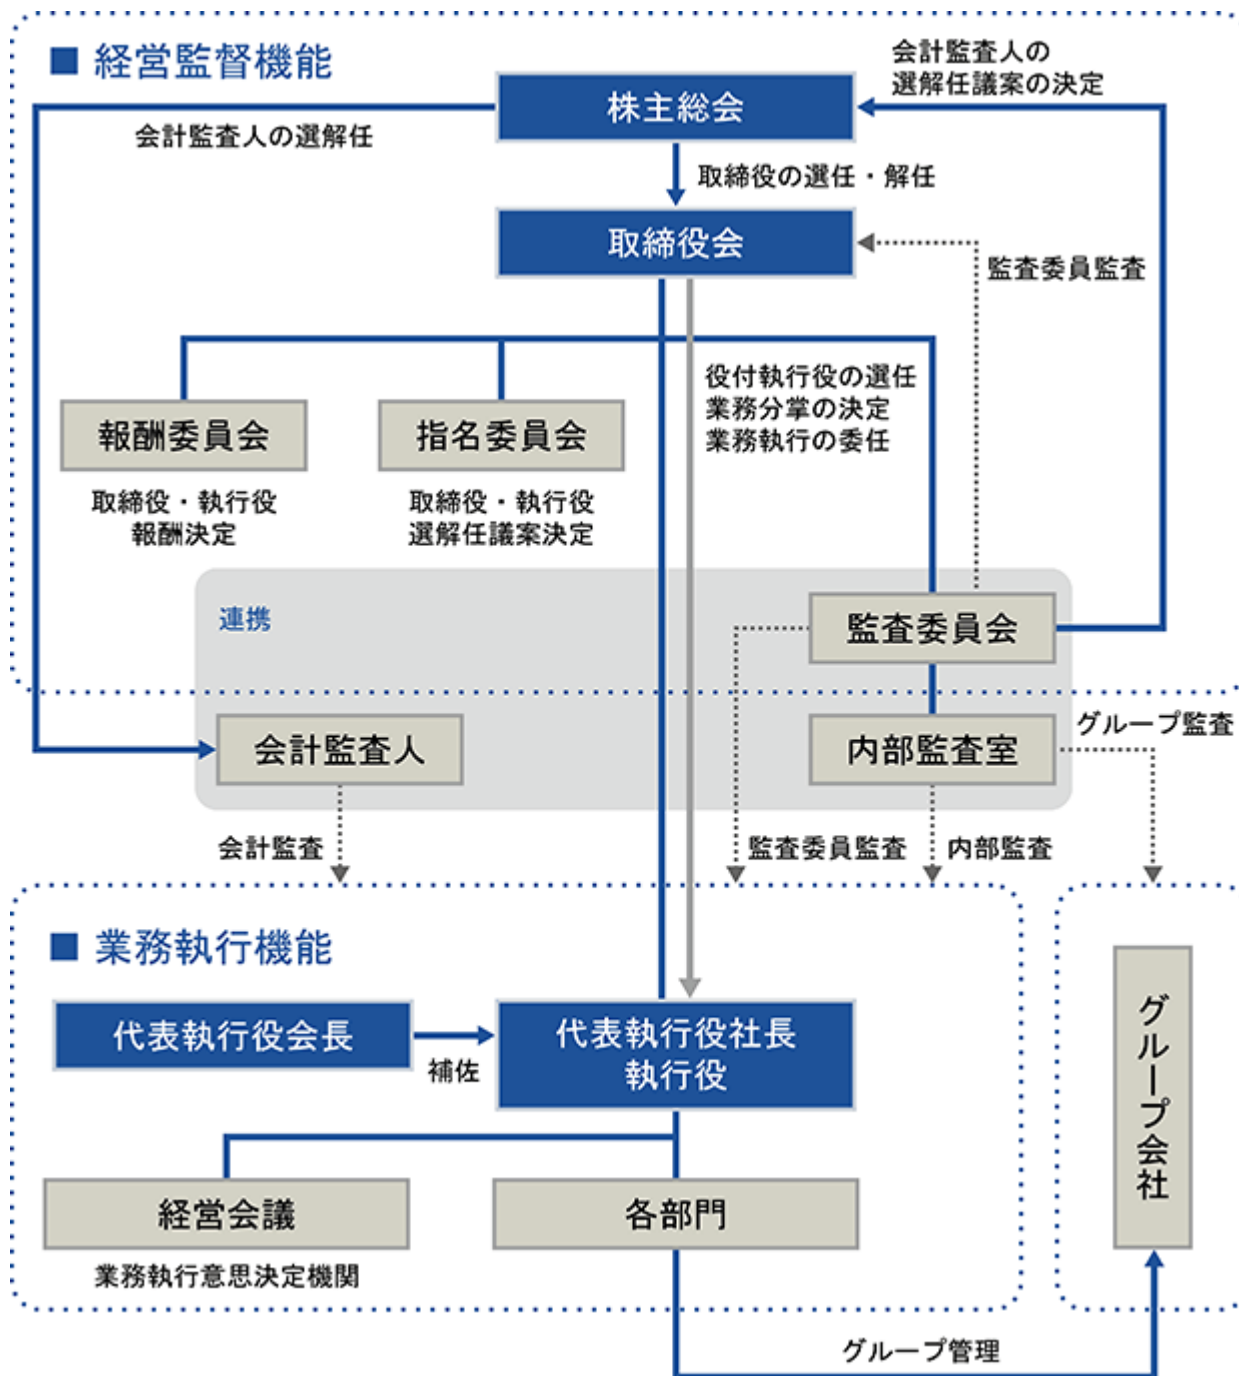 ■ 経営監督機能
会計監査人の
選解任議案の決定
株主総会
会計監査人の選解任
取締役の選任・解任
取締役会
監査委員監査
役付執行役の選任
業務分掌の決定
業務執行の委任
報酬委員会
指名委員会
取締役・執行役
報酬決定
取締役・執行役
選解任議案決定
連携
監査委員会
グループ監査
会計監査人
内部監査室
会計監査
監査委員監査
内部監査
■ 業務執行機能
代表執行役会長
補佐
代表執行役社長
執行役
グループ会社
経営会議
各部門
業務執行意思決定機関
グループ管理